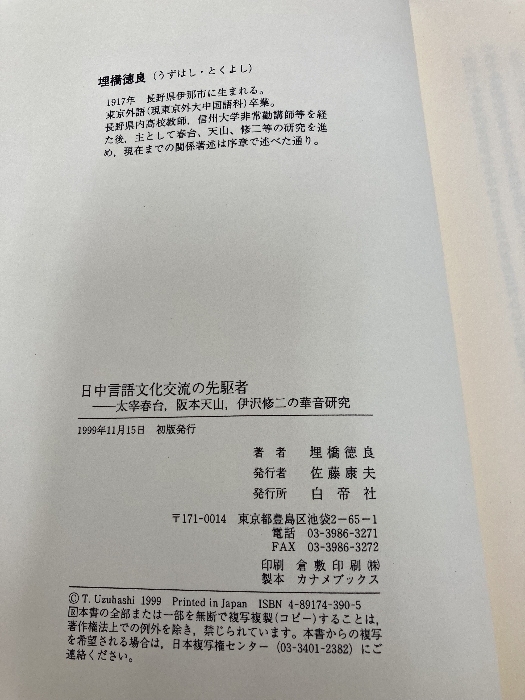 埋橋徳良（うずはし・とくよし）
1917年　長野県伊那市に生まれる。
東京外語（現東京外大中国語科）卒業。
長野県内高校教師，信州大学非常勤講師等を経
た後，主として春台、天山、修二等の研究を進
め，現在までの関係著述は序章で述べた通り。
日中言語文化交流の先駆者
──太宰春台，阪本天山，伊沢修二の華音研究
1999年11月15日　初版発行
著　者　埋橋徳良
発行者　佐藤康夫
発行所　白帝社
〒171-0014　東京都豊島区池袋2－65－1
電話　03-3986-3271
FAX　03-3986-3272
印刷　倉敷印刷㈱
製本　カナメブックス
Ⓒ T. Uzuhashi 1999　Printed in Japan　ISBN 4-89174-390-5
図本書の全部または一部を無断で複写複製（コピー）することは，
著作権法上での例外を除き，禁じられています。本書からの複写
を希望される場合は，日本複写権センター（03-3401-2382）にご
連絡ください。